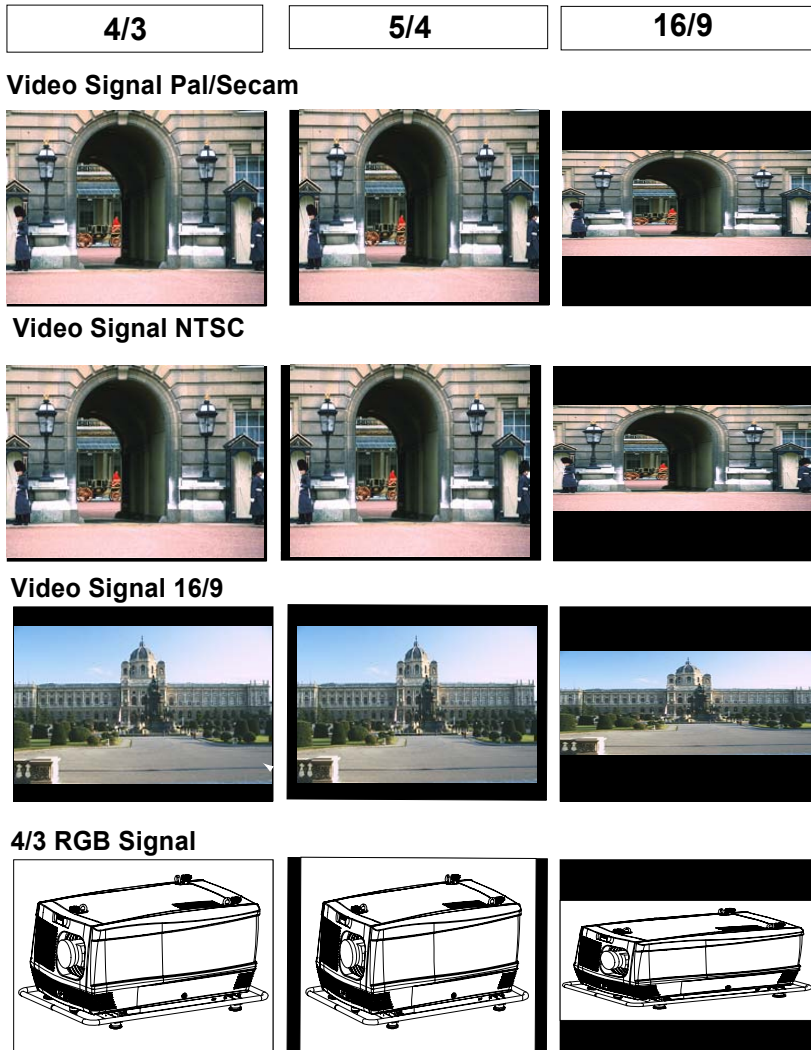 4/3
5/4
16/9
Video Signal Pal/Secam
Video Signal NTSC
Video Signal 16/9
4/3 RGB Signal